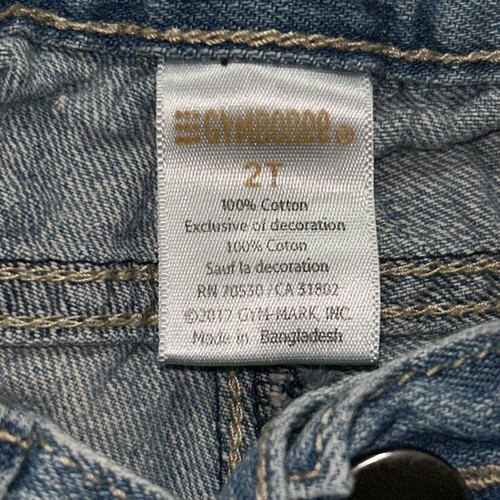 GYMBOREE®
2T
100% Cotton
Exclusive of decoration
100% Coton
Sauf la decoration
RN 70530 / CA 31802
©2012 GYM-MARK, INC.
Made in Bangladesh